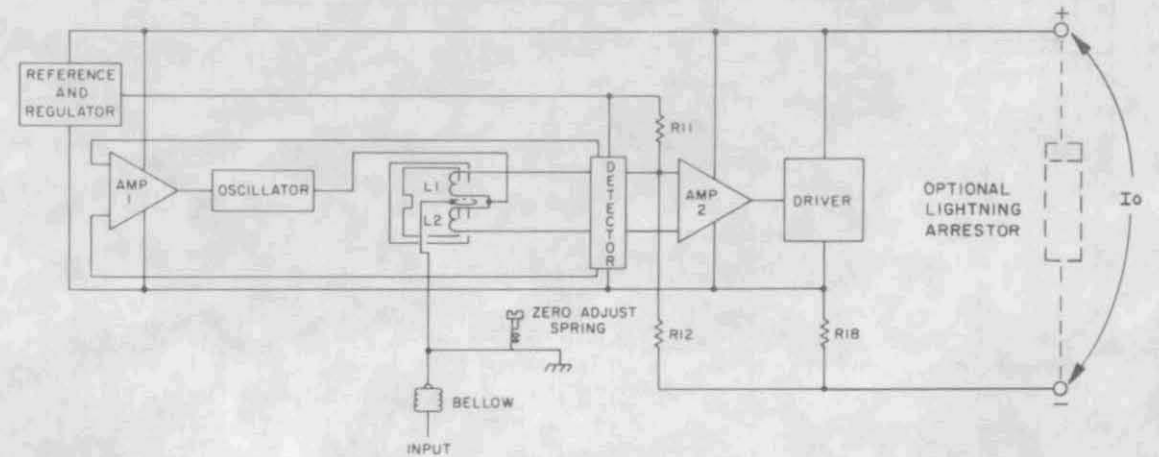 +
REFERENCE
AND
REGULATOR
R11
AMP
1
OSCILLATOR
L1
L2
DETECTOR
AMP
2
DRIVER
OPTIONAL
LIGHTNING
ARRESTOR
Io
ZERO ADJUST
SPRING
R12
R18
BELLOW
INPUT
−